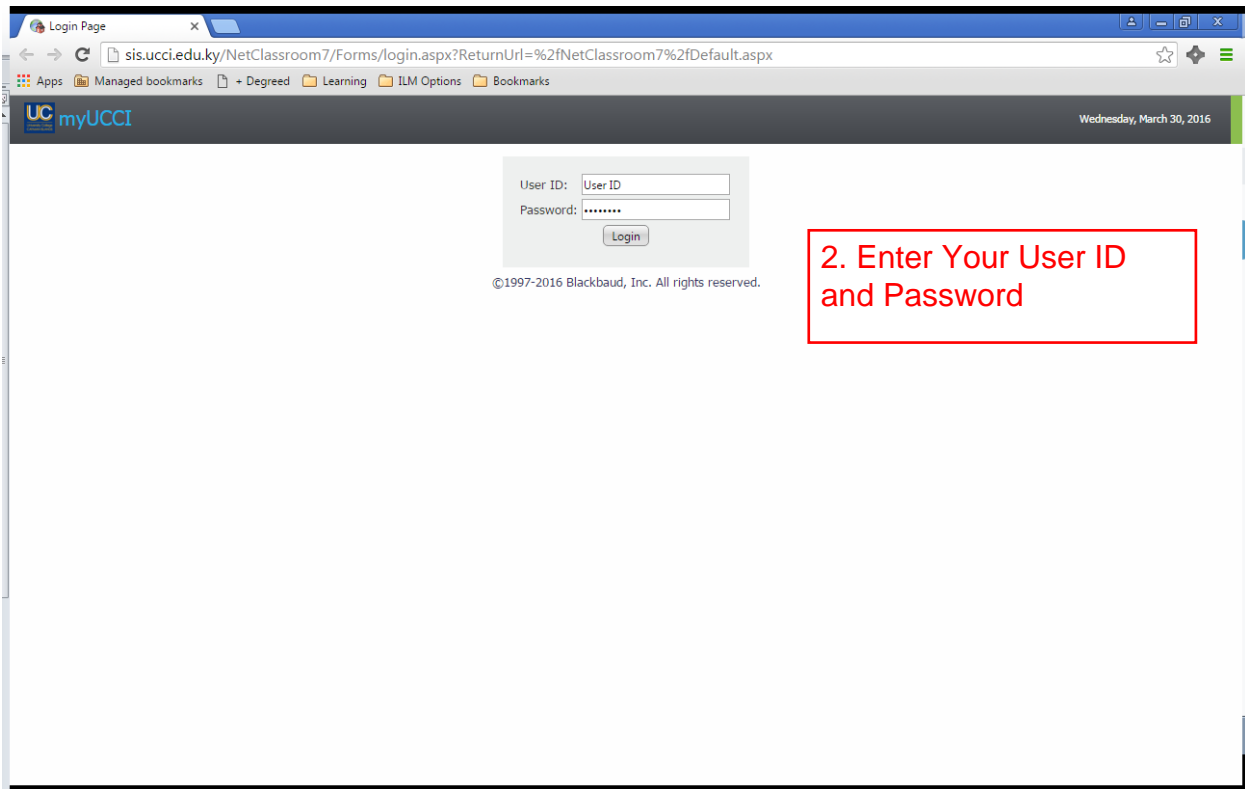 Login Page
sis.ucci.edu.ky/NetClassroom7/Forms/login.aspx?ReturnUrl=%2fNetClassroom7%2fDefault.aspx
Apps Managed bookmarks + Degreed Learning ILM Options Bookmarks
UC myUCCI Wednesday, March 30, 2016
User ID: User ID
Password: ••••••••
Login
2. Enter Your User ID
and Password
©1997-2016 Blackbaud, Inc. All rights reserved.